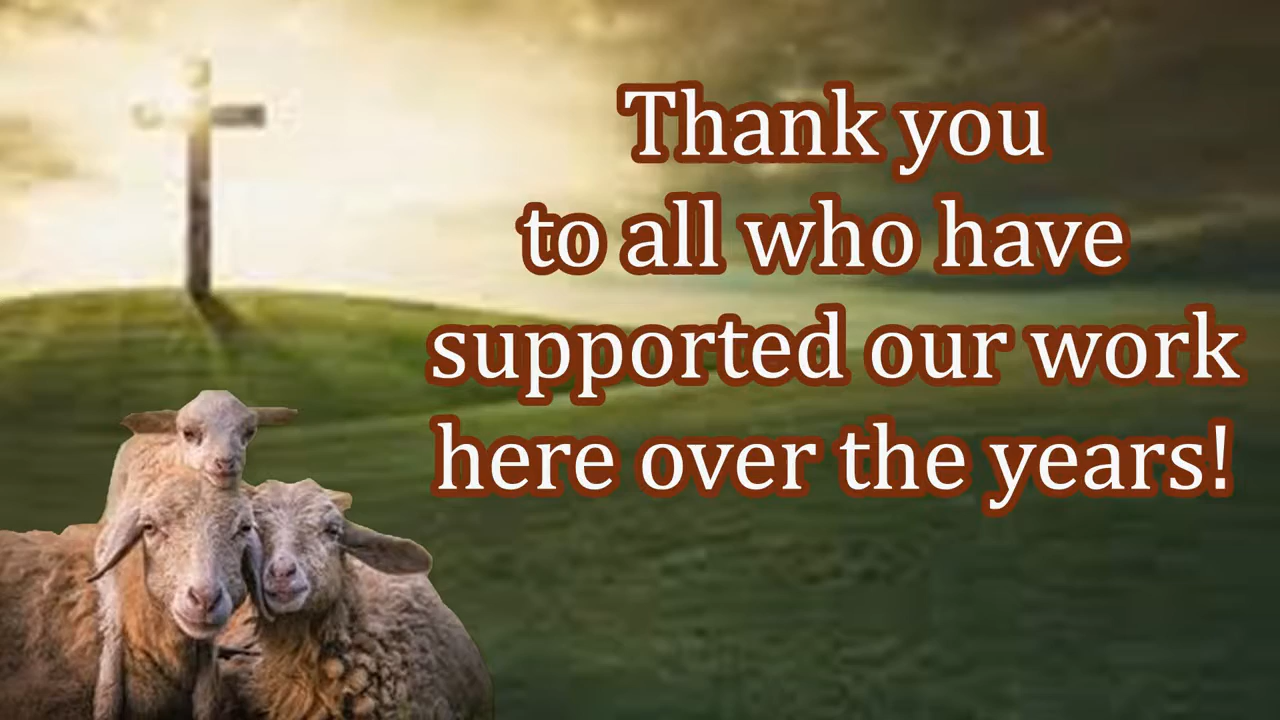 Thank you
to all who have
supported our work
here over the years!